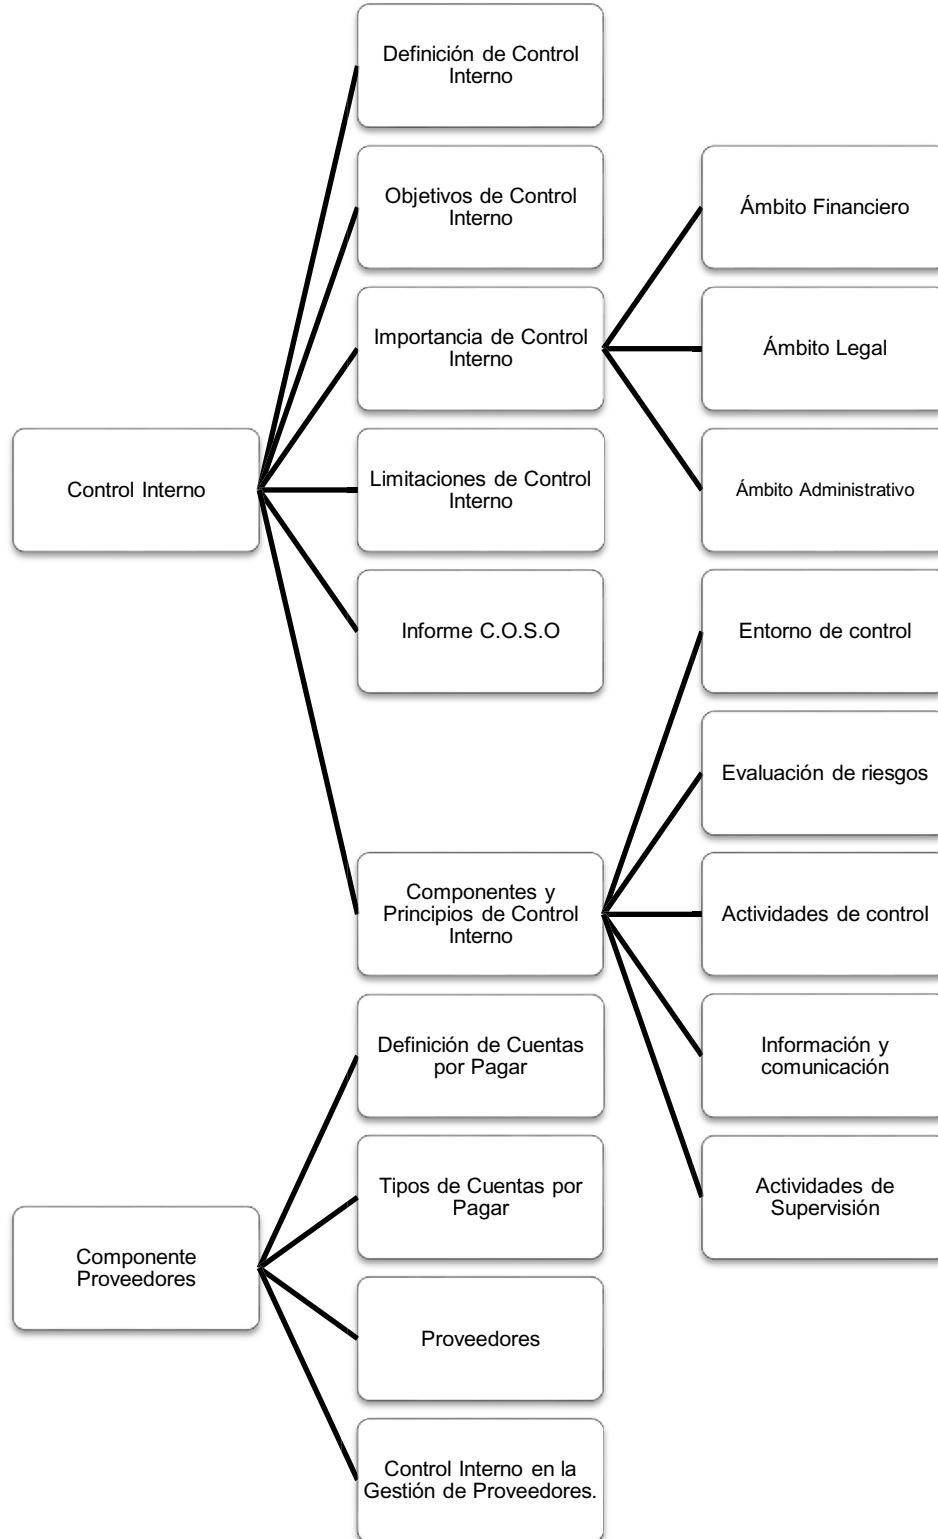 Control Interno
Definición de Control
Interno
Objetivos de Control
Interno
Importancia de Control
Interno
Ámbito Financiero
Ámbito Legal
Ámbito Administrativo
Limitaciones de Control
Interno
Informe C.O.S.O
Componentes y
Principios de Control
Interno
Entorno de control
Evaluación de riesgos
Actividades de control
Información y
comunicación
Actividades de
Supervisión
Componente
Proveedores
Definición de Cuentas
por Pagar
Tipos de Cuentas por
Pagar
Proveedores
Control Interno en la
Gestión de Proveedores.